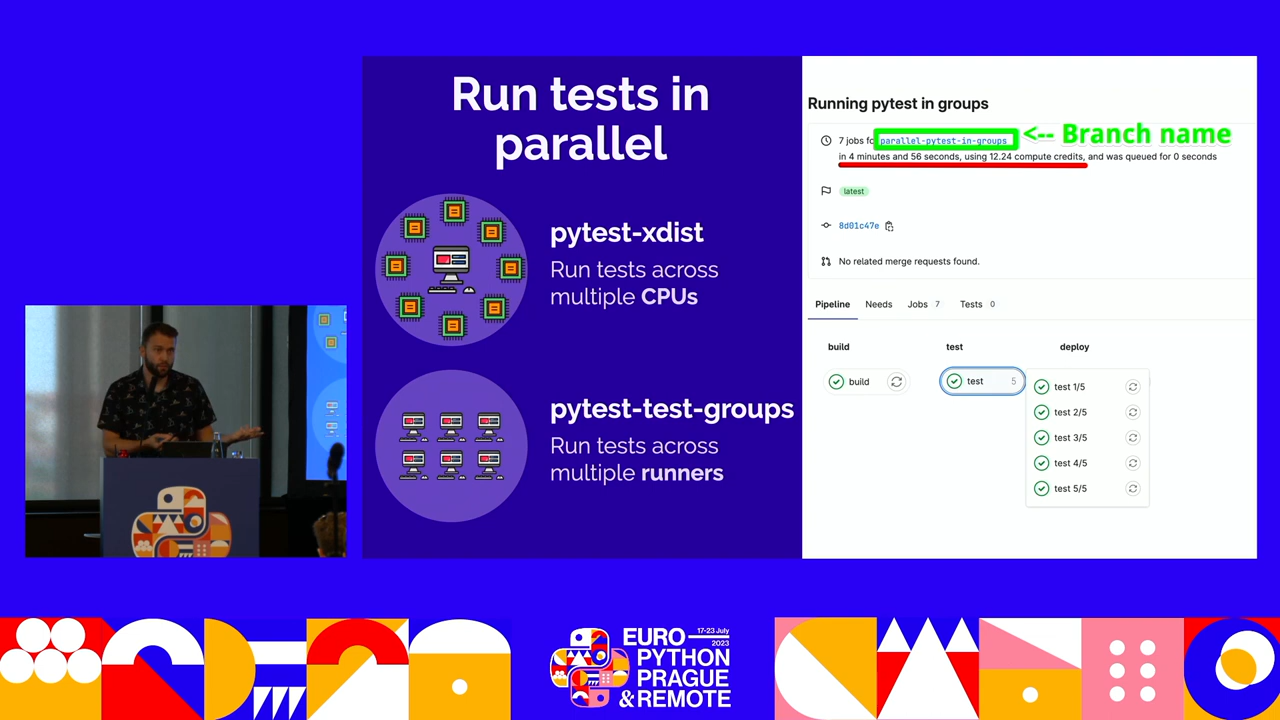 Run tests in
parallel
pytest-xdist
Run tests across
multiple CPUs
pytest-test-groups
Run tests across
multiple runners
Running pytest in groups
7 jobs fo parallel-pytest-in-groups <-- Branch name
in 4 minutes and 56 seconds, using 12.24 compute credits, and was queued for 0 seconds
latest
8d01c47e
No related merge requests found.
Pipeline Needs Jobs 7 Tests 0
build test deploy
build
test 5
test 1/5
test 2/5
test 3/5
test 4/5
test 5/5
17-23 July
2023
EURO
PYTHON
PRAGUE
& REMOTE